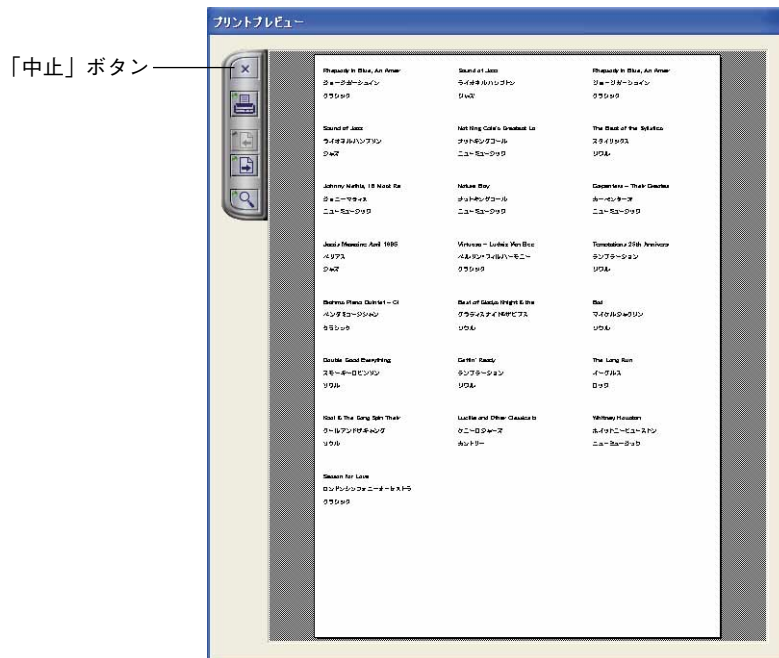 プリントプレビュー
「中止」ボタン
Rhapsody in Blue, An Amer
ジョージガーシュイン
クラシック
Sound of Jazz
ライオネルハンプトン
ジャズ
Rhapsody in Blue, An Amer
ジョージガーシュイン
クラシック
Sound of Jazz
ライオネルハンプリン
ジャズ
Nat King Cole's Greatest Lo
ナットキングコール
ニューミュージック
The Best of the Stylistics
スタイリックス
ソウル
Johnny Mathis, 16 Most Re
ジョニーマティス
ニューミュージック
Nature Boy
ナットキングコール
ニューミュージック
Carpenters – Their Greates
カーペンターズ
ニューミュージック
Jazziz Magazine April 1995
ベリアス
ジャズ
Virtuosa – Ludwig Van Bee
ベルリン・フィルハーモニー
クラシック
Temptations 25th Annivers
テンプテーション
ソウル
Brahms Piano Quintet – Cl
ベンダミュージシャン
クラシック
Best of Gladys Knight & the
グラディスナイト&ザピプス
ソウル
Bad
マイケルジャクソン
ソウル
Double Good Everything
スモーキーロビンソン
ソウル
Gettin' Ready
テンプテーション
ソウル
The Long Run
イーグルス
ロック
Kool & The Gang Spin Their
クールアンドザギャング
ソウル
Lucille and Other Classics b
ケニーロジャーズ
カントリー
Whitney Houston
ホイットニーヒューストン
ニューミュージック
Season for Love
ロンドンシンフォニーオーケストラ
クラシック